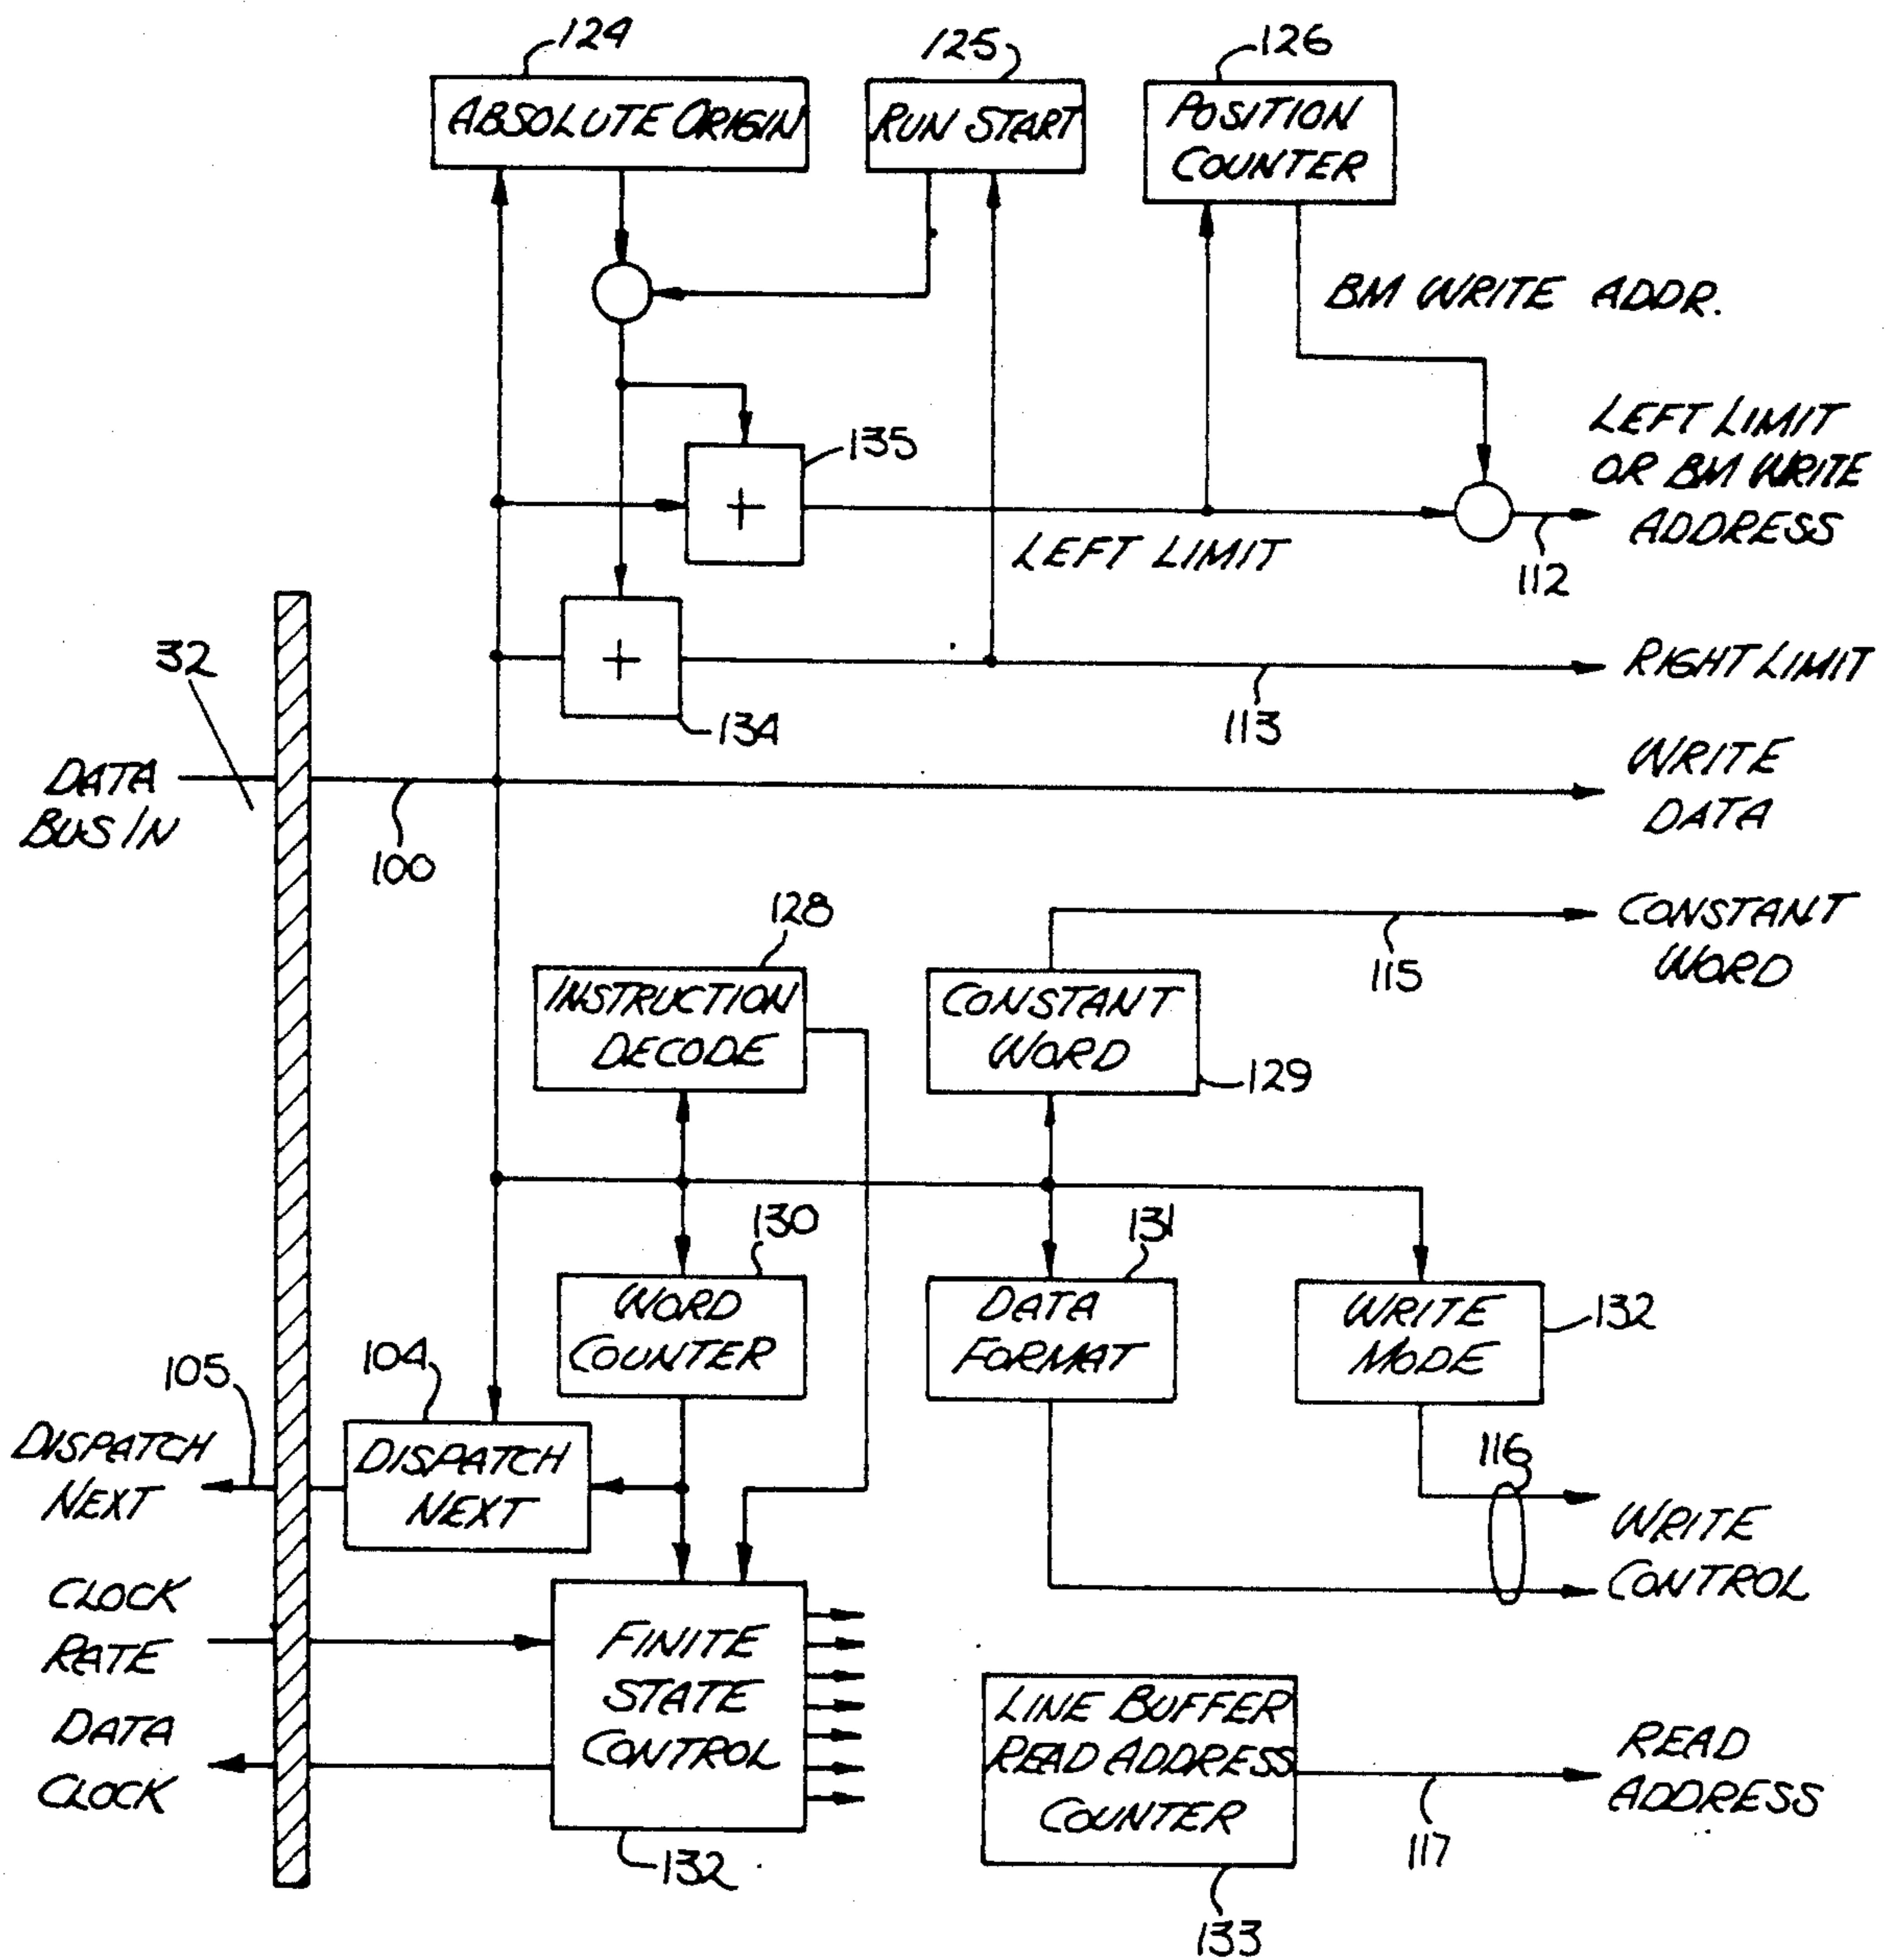 124
125
126
ABSOLUTE ORIGIN
RUN START
POSITION
COUNTER
BM WRITE ADDR.
135
+
LEFT LIMIT
OR BM WRITE
ADDRESS
LEFT LIMIT
112
32
+
134
113
RIGHT LIMIT
DATA
BUS IN
100
WRITE
DATA
128
INSTRUCTION
DECODE
CONSTANT
WORD
129
115
CONSTANT
WORD
130
131
WORD
COUNTER
DATA
FORMAT
WRITE
MODE
132
105
104
DISPATCH
NEXT
DISPATCH
NEXT
116
WRITE
CONTROL
CLOCK
RATE
DATA
CLOCK
FINITE
STATE
CONTROL
132
LINE BUFFER
READ ADDRESS
COUNTER
133
117
READ
ADDRESS